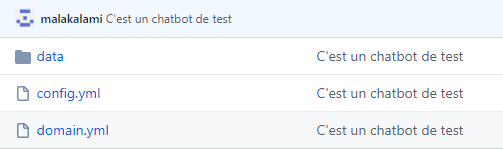 malakalami C'est un chatbot de test
data C'est un chatbot de test
config.yml C'est un chatbot de test
domain.yml C'est un chatbot de test